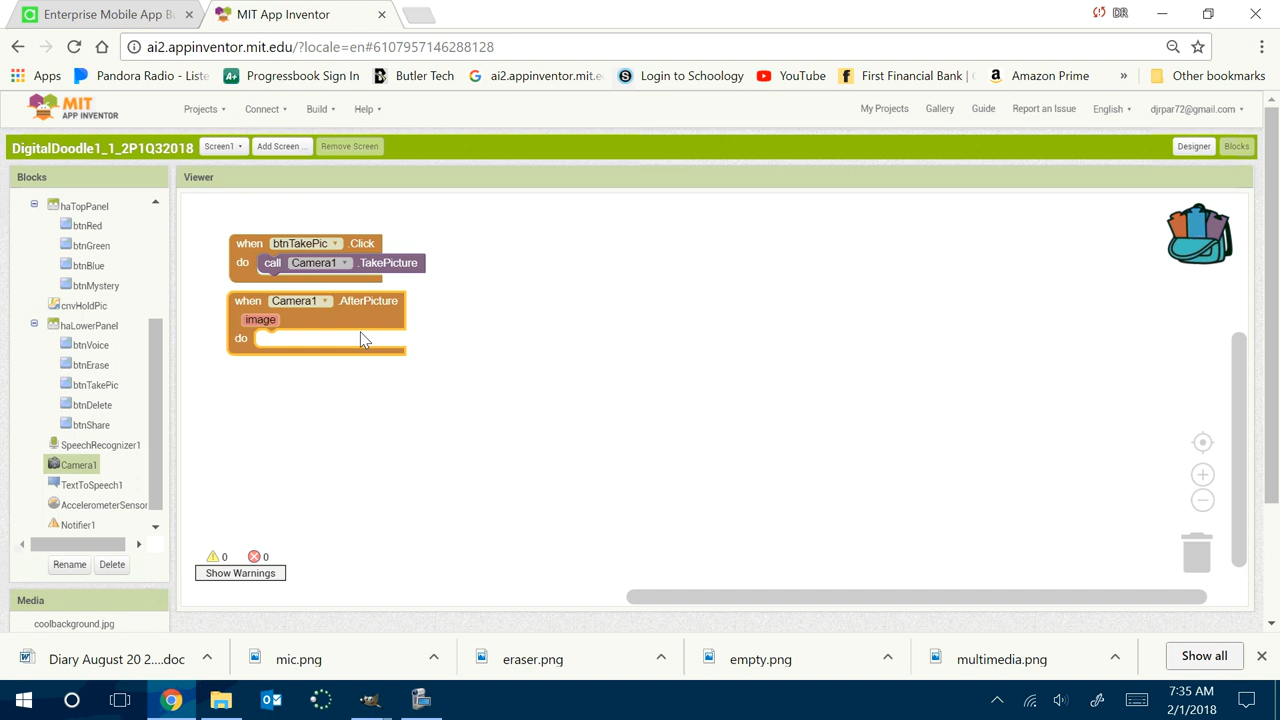 Enterprise Mobile App Bu
MIT App Inventor
DR
ai2.appinventor.mit.edu/?locale=en#6107957146288128
Apps
Pandora Radio - Liste
Progressbook Sign In
Butler Tech
ai2.appinventor.mit.e
Login to Schoology
YouTube
First Financial Bank |
Amazon Prime
»
Other bookmarks
MIT
APP INVENTOR
Projects
Connect
Build
Help
My Projects
Gallery
Guide
Report an Issue
English
djrpar72@gmail.com
DigitalDoodle1_1_2P1Q32018
Screen1
Add Screen ...
Remove Screen
Designer
Blocks
Blocks
Viewer
haTopPanel
btnRed
btnGreen
btnBlue
btnMystery
cnvHoldPic
haLowerPanel
btnVoice
btnErase
btnTakePic
btnDelete
btnShare
SpeechRecognizer1
Camera1
TextToSpeech1
AccelerometerSensor
Notifier1
Rename
Delete
Media
coolbackground.jpg
when btnTakePic .Click
do call Camera1 .TakePicture
when Camera1 .AfterPicture
image
do
0 0
Show Warnings
Diary August 20 2....doc
mic.png
eraser.png
empty.png
multimedia.png
Show all
7:35 AM
2/1/2018